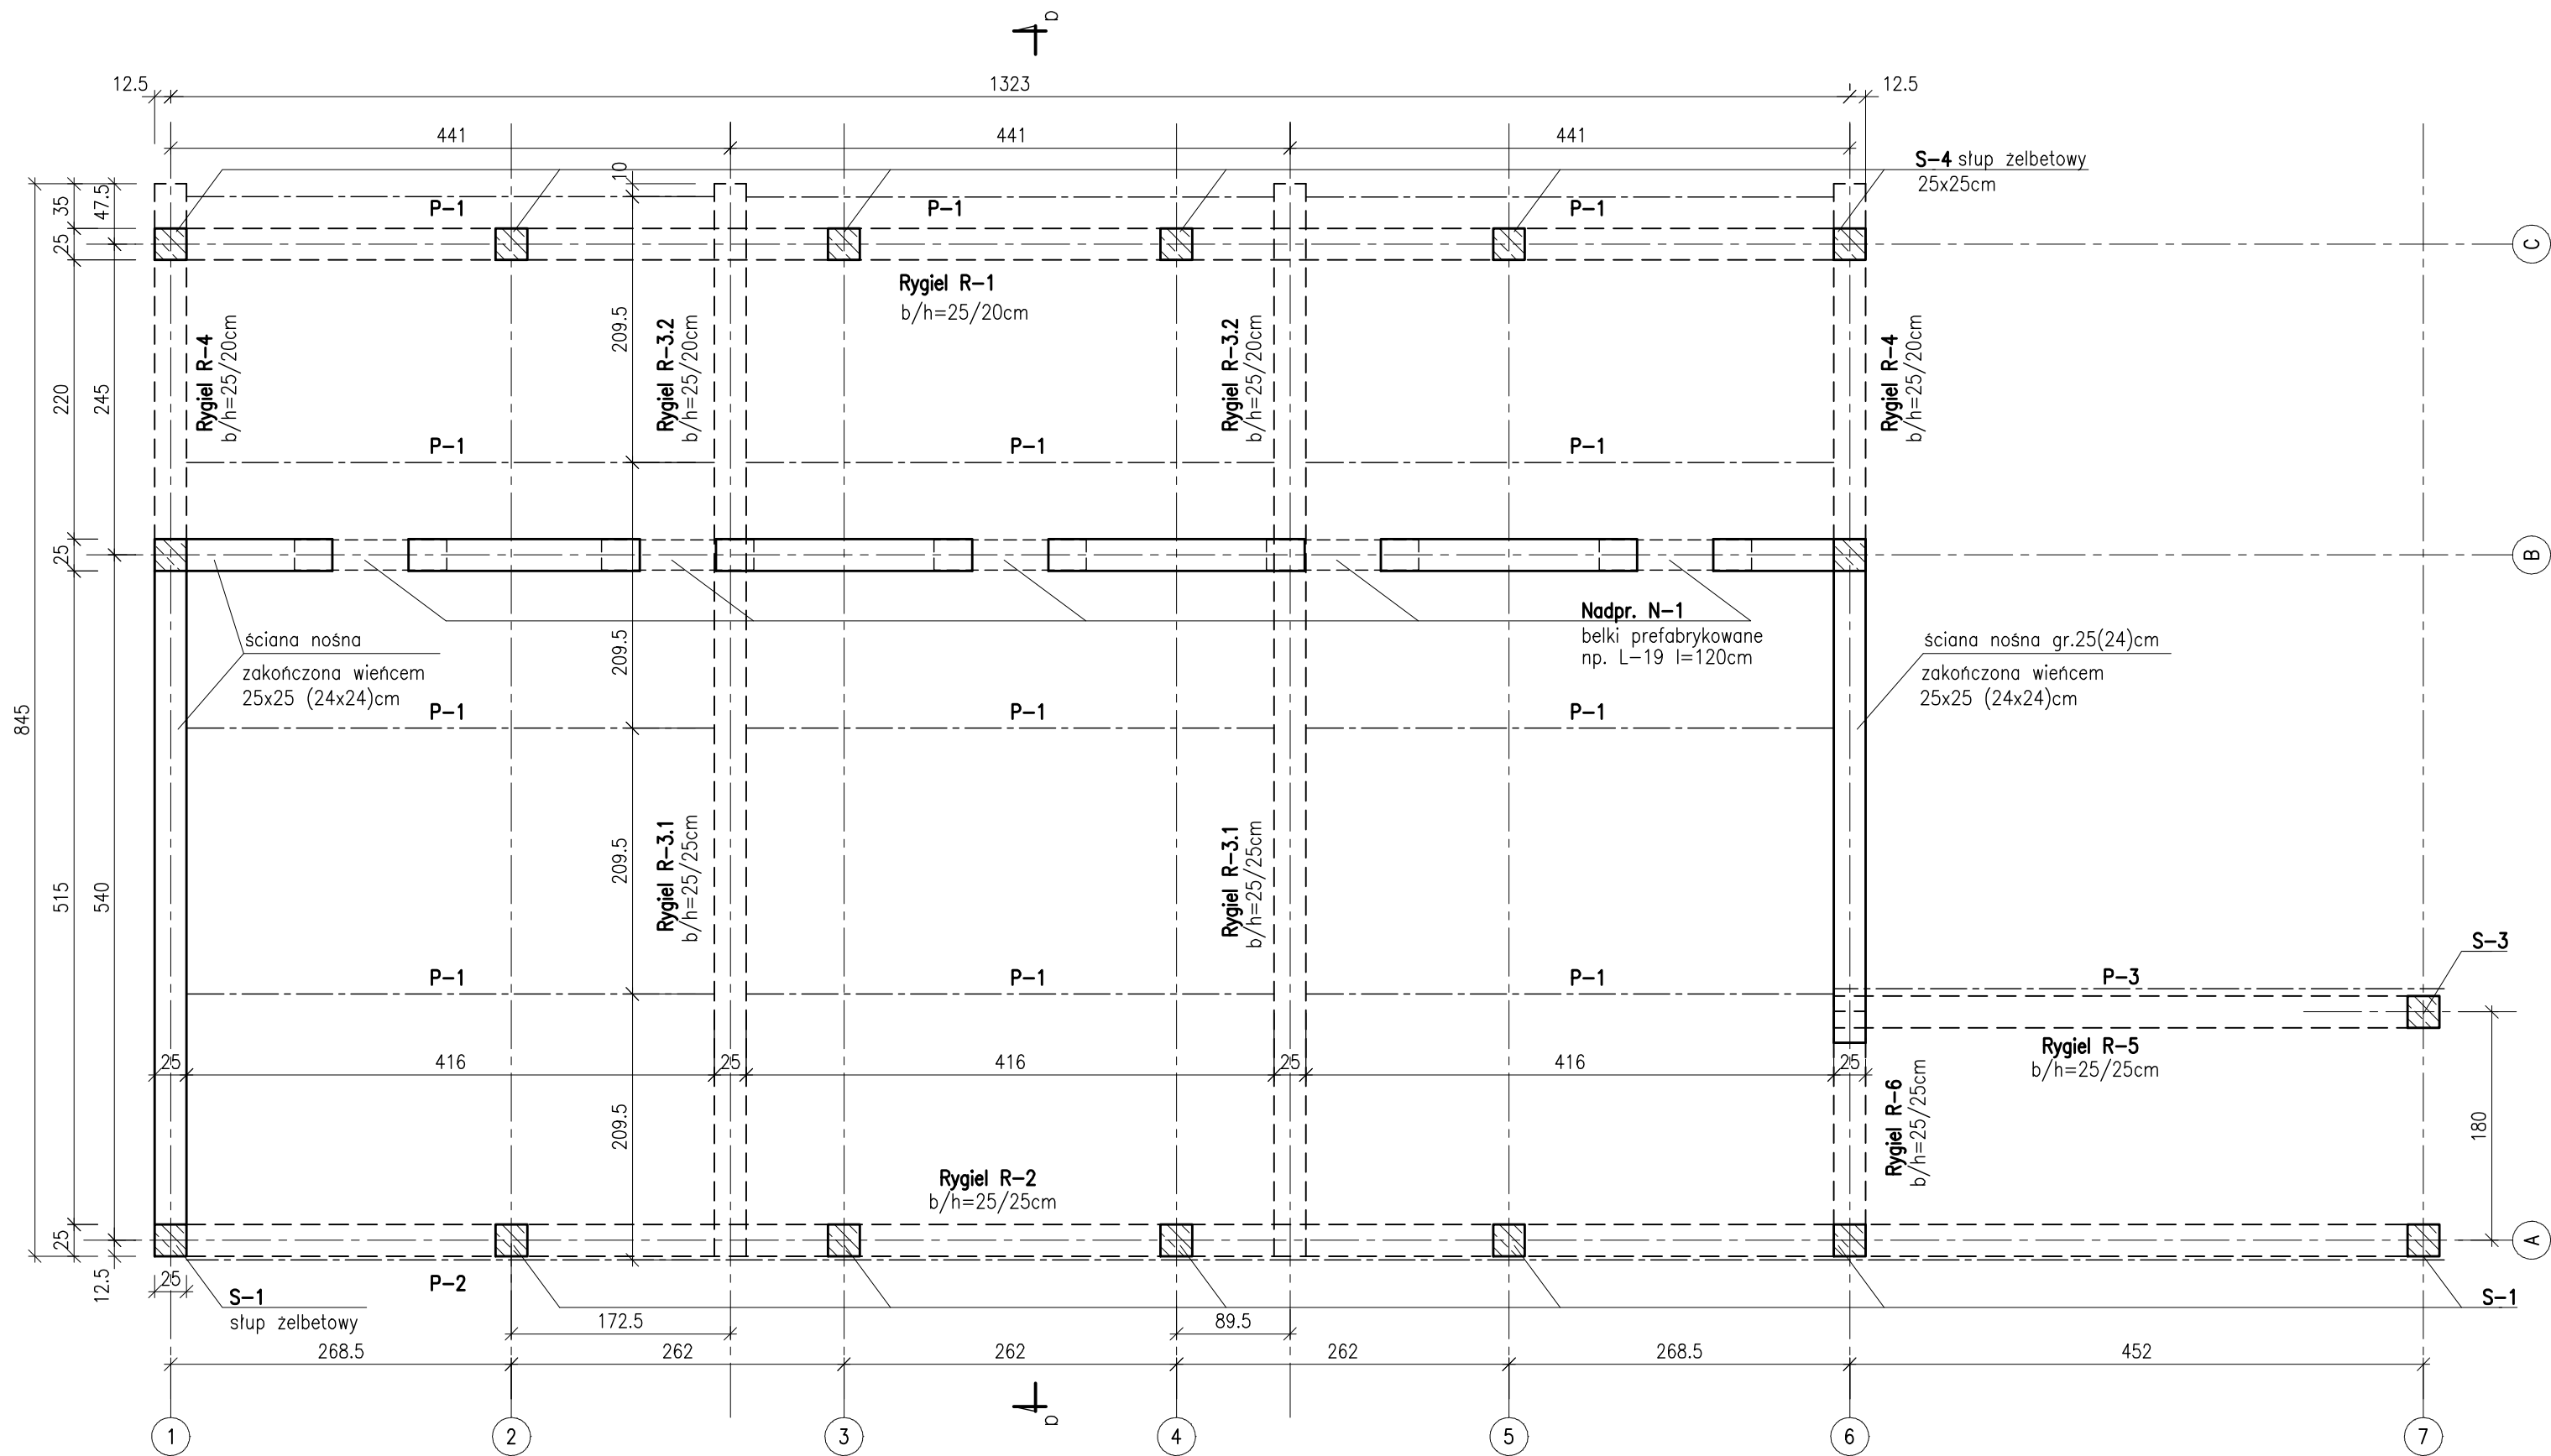 a
12.5
1323
12.5
441
441
441
10
S-4 słup żelbetowy
25x25cm
P-1
P-1
P-1
35
47.5
25
C
Rygiel R-1
b/h=25/20cm
Rygiel R-4
b/h=25/20cm
209.5
Rygiel R-3.2
b/h=25/20cm
Rygiel R-3.2
b/h=25/20cm
Rygiel R-4
b/h=25/20cm
220
245
P-1
P-1
P-1
25
B
Nadpr. N-1
belki prefabrykowane
np. L-19 l=120cm
ściana nośna
zakończona wieńcem
25x25 (24x24)cm
209.5
ściana nośna gr.25(24)cm
zakończona wieńcem
25x25 (24x24)cm
845
P-1
P-1
P-1
515
540
209.5
Rygiel R-3.1
b/h=25/25cm
Rygiel R-3.1
b/h=25/25cm
S-3
P-1
P-1
P-1
P-3
25
416
25
416
25
416
25
Rygiel R-5
b/h=25/25cm
209.5
Rygiel R-6
b/h=25/25cm
180
Rygiel R-2
b/h=25/25cm
25
A
12.5
25
P-2
S-1
słup żelbetowy
S-1
172.5
89.5
268.5
262
262
262
268.5
452
a
1
2
3
4
5
6
7